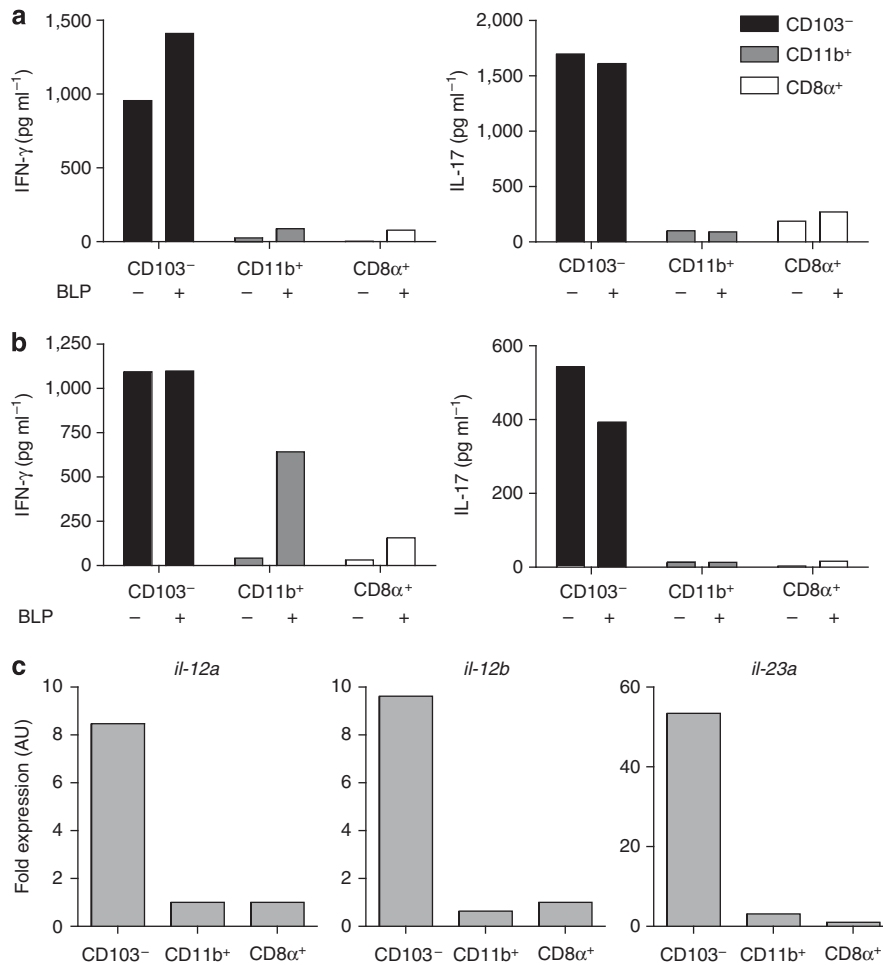 a
1,500
1,000
500
0
IFN-γ (pg ml⁻¹)
CD103⁻ CD11b⁺ CD8α⁺
BLP − + − + − +
2,000
1,500
1,000
500
0
IL-17 (pg ml⁻¹)
CD103⁻
CD11b⁺
CD8α⁺
CD103⁻ CD11b⁺ CD8α⁺
− + − + − +
b
1,250
1,000
750
500
250
0
IFN-γ (pg ml⁻¹)
CD103⁻ CD11b⁺ CD8α⁺
BLP − + − + − +
600
400
200
0
IL-17 (pg ml⁻¹)
CD103⁻ CD11b⁺ CD8α⁺
− + − + − +
c
il-12a
10
8
6
4
2
0
Fold expression (AU)
CD103⁻ CD11b⁺ CD8α⁺
il-12b
10
8
6
4
2
0
CD103⁻ CD11b⁺ CD8α⁺
il-23a
60
40
20
0
CD103⁻ CD11b⁺ CD8α⁺